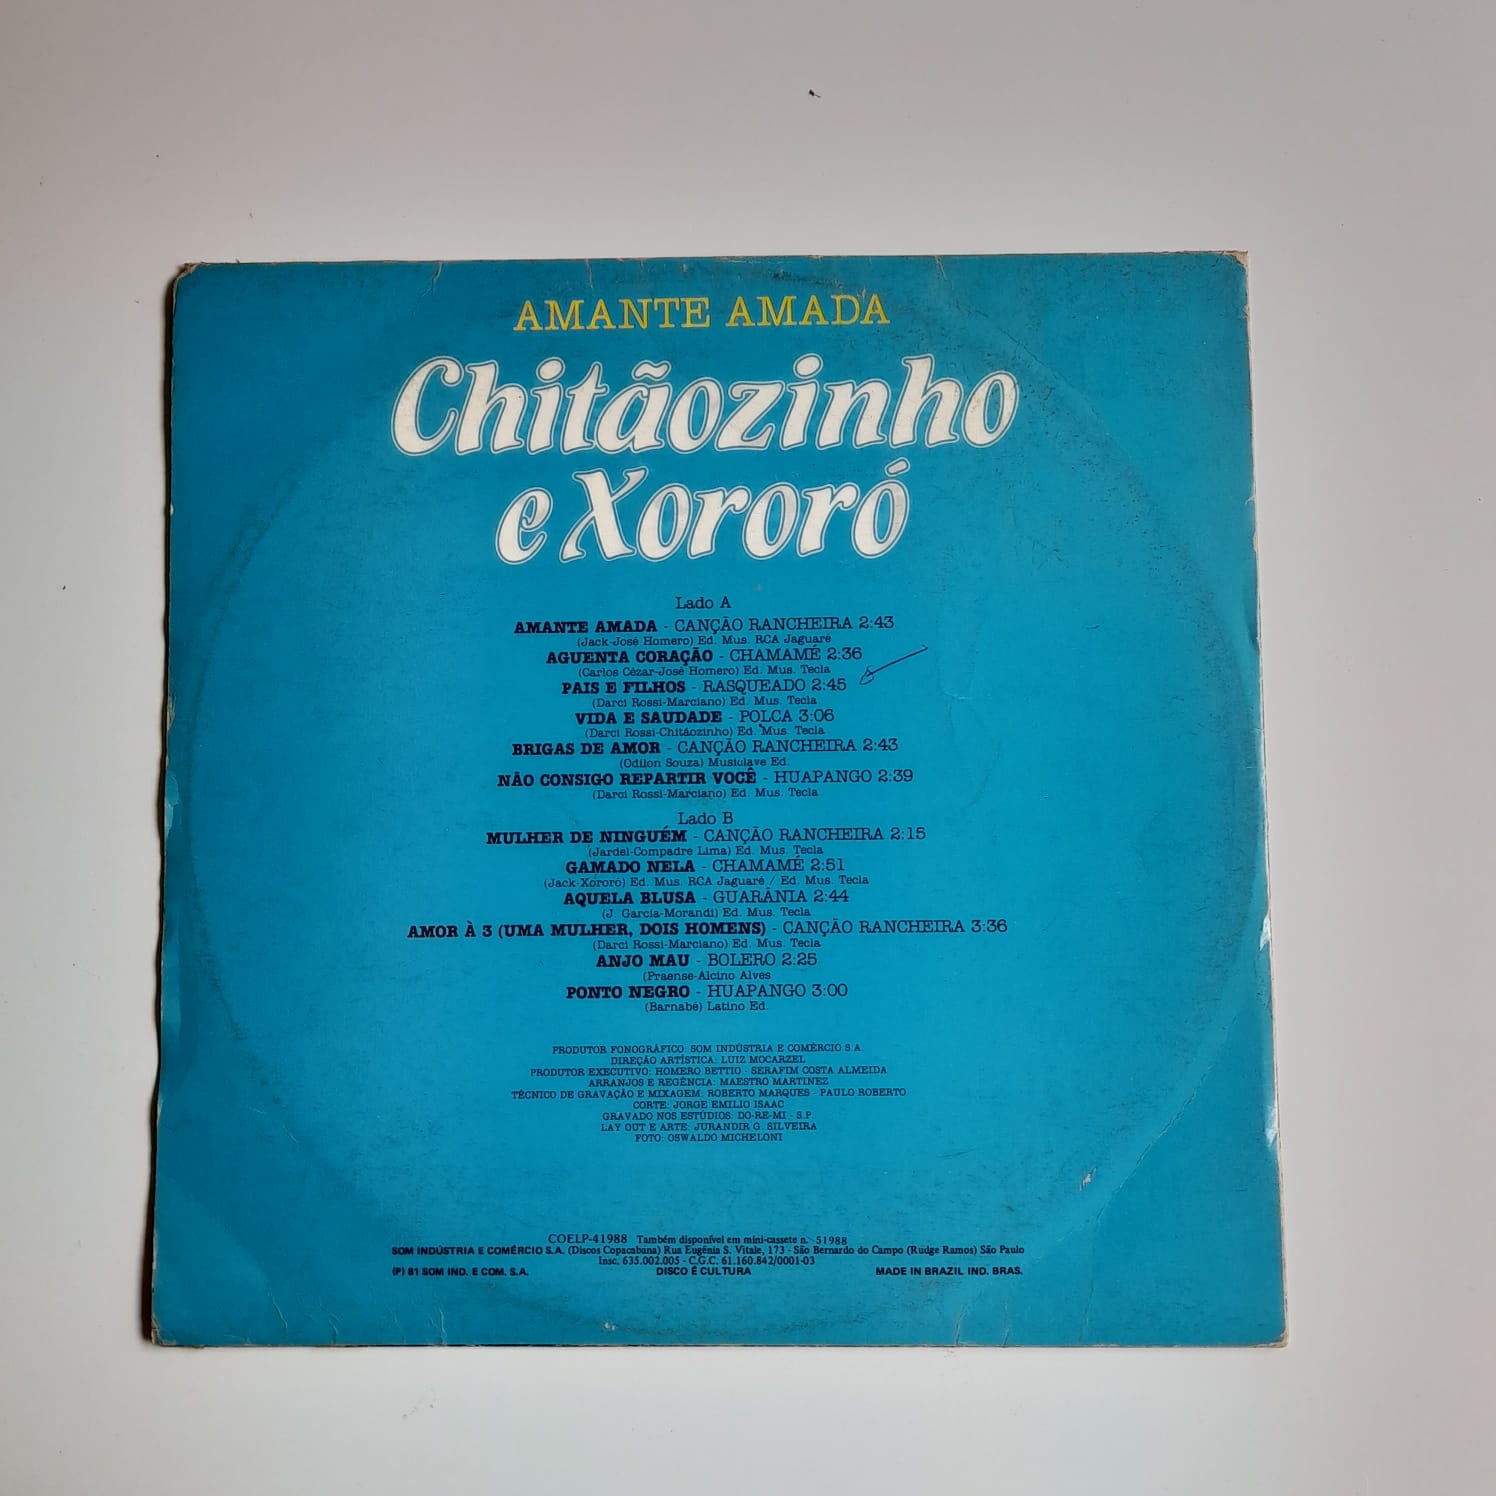 AMANTE AMADA
Chitãozinho
e Xororó
Lado A
AMANTE AMADA - CANÇÃO RANCHEIRA 2:43
(Jack-José Homero) Ed. Mus. RCA Jaguaré
AGUENTA CORAÇÃO - CHAMAMÉ 2:36
(Carlos Cézar-José Homero) Ed. Mus. Tecla
PAIS E FILHOS - RASQUEADO 2:45
(Darci Rossi-Marciano) Ed. Mus. Tecla
VIDA E SAUDADE - POLCA 3:06
(Darci Rossi-Chitãozinho) Ed. Mus. Tecla
BRIGAS DE AMOR - CANÇÃO RANCHEIRA 2:43
(Odilon Souza) Musiclave Ed.
NÃO CONSIGO REPARTIR VOCÊ - HUAPANGO 2:39
(Darci Rossi-Marciano) Ed. Mus. Tecla
Lado B
MULHER DE NINGUÉM - CANÇÃO RANCHEIRA 2:15
(Jardel-Compadre Lima) Ed. Mus. Tecla
GAMADO NELA - CHAMAMÉ 2:51
(Jack-Xororó) Ed. Mus. RCA Jaguaré / Ed. Mus. Tecla
AQUELA BLUSA - GUARÂNIA 2:44
(J. Garcia-Morandi) Ed. Mus. Tecla
AMOR À 3 (UMA MULHER, DOIS HOMENS) - CANÇÃO RANCHEIRA 3:36
(Darci Rossi-Marciano) Ed. Mus. Tecla
ANJO MAU - BOLERO 2:25
(Praense-Alcino Alves
PONTO NEGRO - HUAPANGO 3:00
(Barnabé) Latino Ed.
PRODUTOR FONOGRÁFICO: SOM INDÚSTRIA E COMÉRCIO S.A.
DIREÇÃO ARTÍSTICA: LUIZ MOCARZEL
PRODUTOR EXECUTIVO: HOMERO BETTIO - SERAFIM COSTA ALMEIDA
ARRANJOS E REGÊNCIA: MAESTRO MARTINEZ
TÉCNICO DE GRAVAÇÃO E MIXAGEM: ROBERTO MARQUES - PAULO ROBERTO
CORTE: JORGE EMILIO ISAAC
GRAVADO NOS ESTÚDIOS: DO-RE-MI - S.P.
LAY OUT E ARTE: JURANDIR G. SILVEIRA
FOTO: OSWALDO MICHELONI
COELP-41988 Também disponível em mini-cassete n.º 51988
SOM INDÚSTRIA E COMÉRCIO S.A. (Discos Copacabana) Rua Eugênia S. Vitale, 173 - São Bernardo do Campo (Rudge Ramos) São Paulo
Insc. 635.002.005 - C.G.C. 61.160.842/0001-03
(P) 81 SOM IND. E COM. S.A. DISCO É CULTURA MADE IN BRAZIL IND. BRAS.